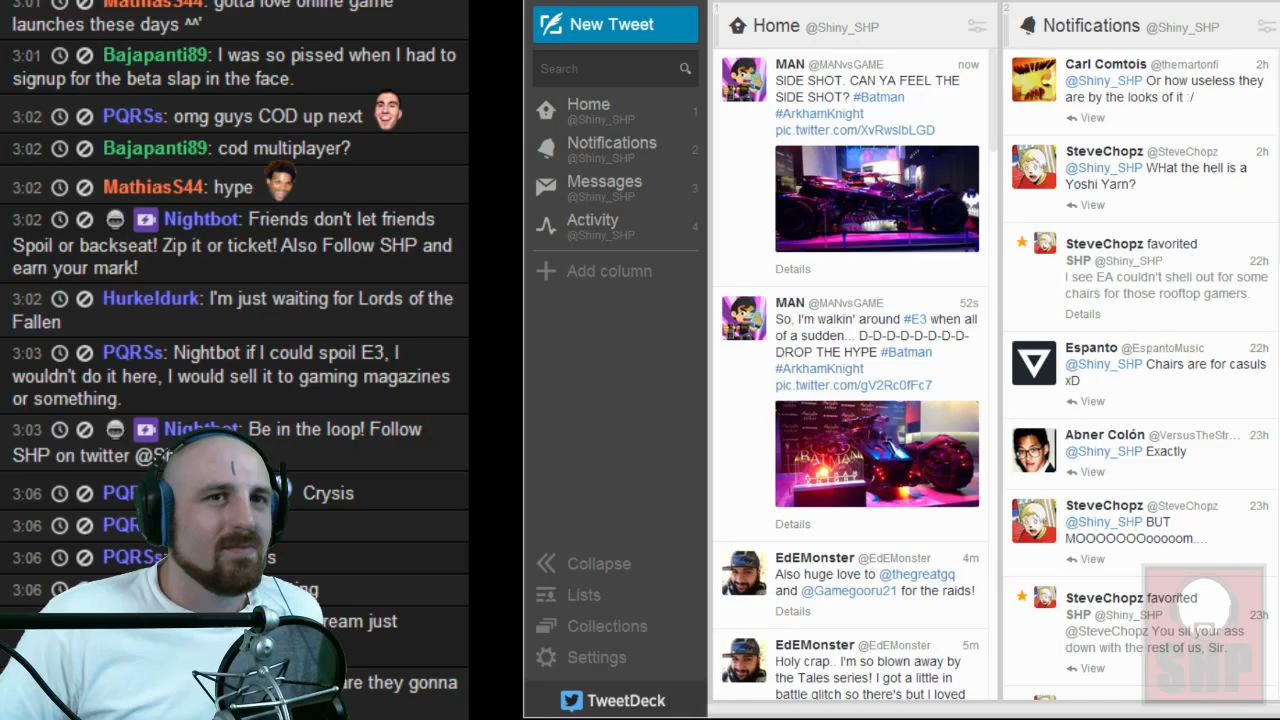 3:01 MathiasS44: gotta love online game
launches these days ^^'
3:01 Bajapanti89: I was so pissed when I had to
signup for the beta slap in the face.
3:02 PQRSs: omg guys COD up next
3:02 Bajapanti89: cod multiplayer?
3:02 MathiasS44: hype
3:02 Nightbot: Friends don't let friends
Spoil or backseat! Zip it or ticket! Also Follow SHP and
earn your mark!
3:02 Hurkeldurk: I'm just waiting for Lords of the
Fallen
3:03 PQRSs: Nightbot if I could spoil E3, I
wouldn't do it here, I would sell it to gaming magazines
or something.
3:03 Nightbot: Be in the loop! Follow
SHP on twitter
3:06 Crysis
3:06
3:06 PQRSs
3:06
ream just
are they gonna
New Tweet
Search
Home 1
@Shiny_SHP
Notifications 2
@Shiny_SHP
Messages 3
@Shiny_SHP
Activity 4
@Shiny_SHP
Add column
Collapse
Lists
Collections
Settings
TweetDeck
1
Home @Shiny_SHP
MAN @MANvsGAME now
SIDE SHOT. CAN YA FEEL THE
SIDE SHOT? #Batman
#ArkhamKnight
pic.twitter.com/XvRwsIbLGD
Details
MAN @MANvsGAME 52s
So, I'm walkin' around #E3 when all
of a sudden... D-D-D-D-D-D-D-D-
DROP THE HYPE #Batman
#ArkhamKnight
pic.twitter.com/gV2Rc0fFc7
BATMAN
Details
EdEMonster @EdEMonster 4m
Also huge love to @thegreatgq
and @Gamegooru21 for the raids!
Details
EdEMonster @EdEMonster 5m
Holy crap.. I'm so blown away by
the Tales series! I got a little in
battle glitch so there's but I loved
2
Notifications @Shiny_SHP
Carl Comtois @themartonfi 2h
@Shiny_SHP Or how useless they
are by the looks of it :/
View
SteveChopz @SteveChopz 2h
@Shiny_SHP WHat the hell is a
Yoshi Yarn?
View
SteveChopz favorited
SHP @Shiny_SHP 22h
I see EA couldn't shell out for some
chairs for those rooftop gamers.
Details
Espanto @EspantoMusic 22h
@Shiny_SHP Chairs are for casuls
xD
View
Abner Colón @VersusTheStr... 23h
@Shiny_SHP Exactly
View
SteveChopz @SteveChopz 23h
@Shiny_SHP BUT
MOOOOOOOooooom....
View
SteveChopz favorited
SHP @Shiny_SHP 23h
@SteveChopz You sit your ass
down with the rest of us, Sir.
View
SHP